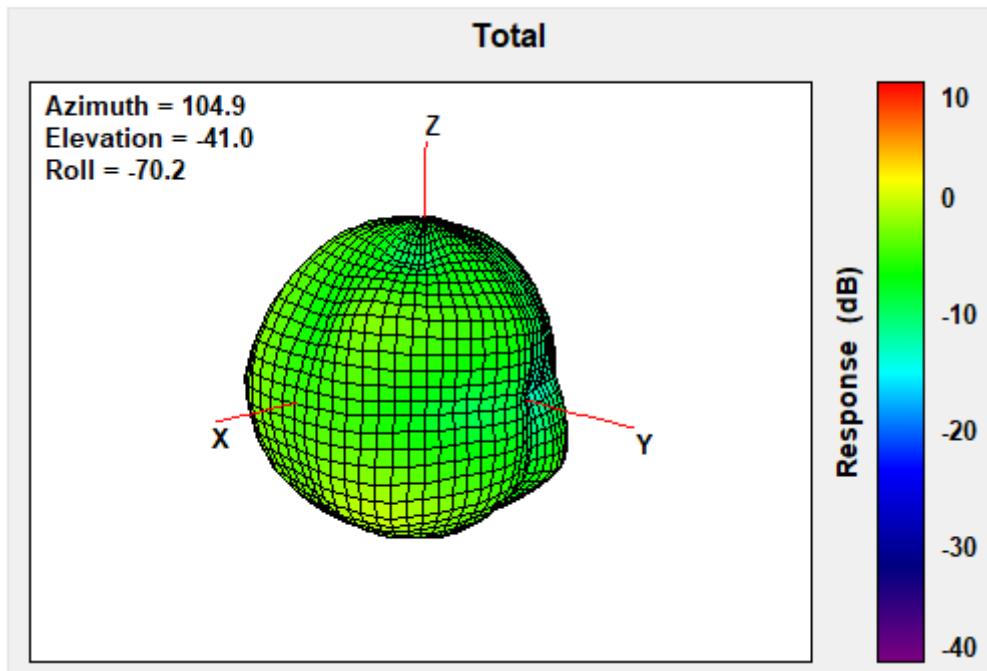 Total
Azimuth = 104.9
Elevation = -41.0
Roll = -70.2
Z
X
Y
10
0
-10
-20
-30
-40
Response (dB)